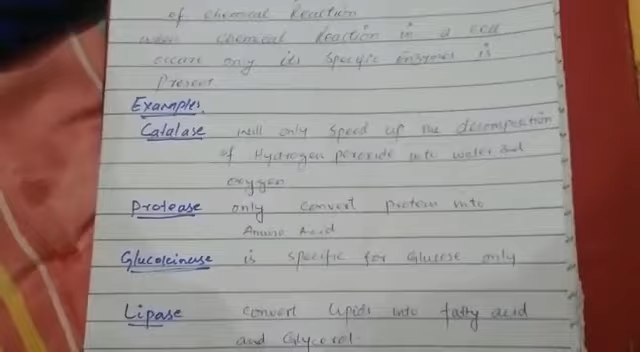 of chemical Reaction
when chemical Reaction in a cell
occure only its specific enzymes is
Present
Examples.
Catalase will only speed up the decomposition
of Hydrogen peroxide into water and
oxygen
Protease only convert protein into
Amino Acid
is specific for Glucose only
Lipase convert Lipids into fatty acid
and Glycerol